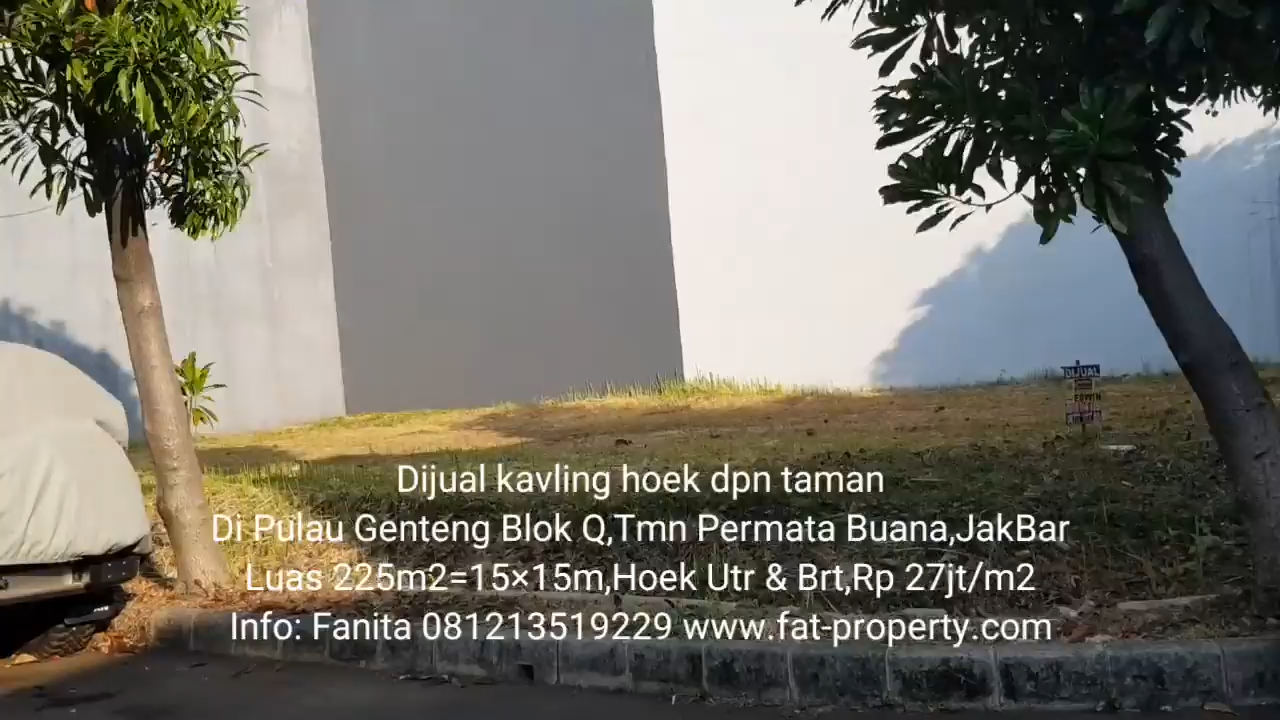 DIJUAL
EDWIN
Dijual kavling hoek dpn taman
Di Pulau Genteng Blok Q,Tmn Permata Buana,JakBar
Luas 225m2=15×15m,Hoek Utr & Brt,Rp 27jt/m2
Info: Fanita 081213519229 www.fat-property.com